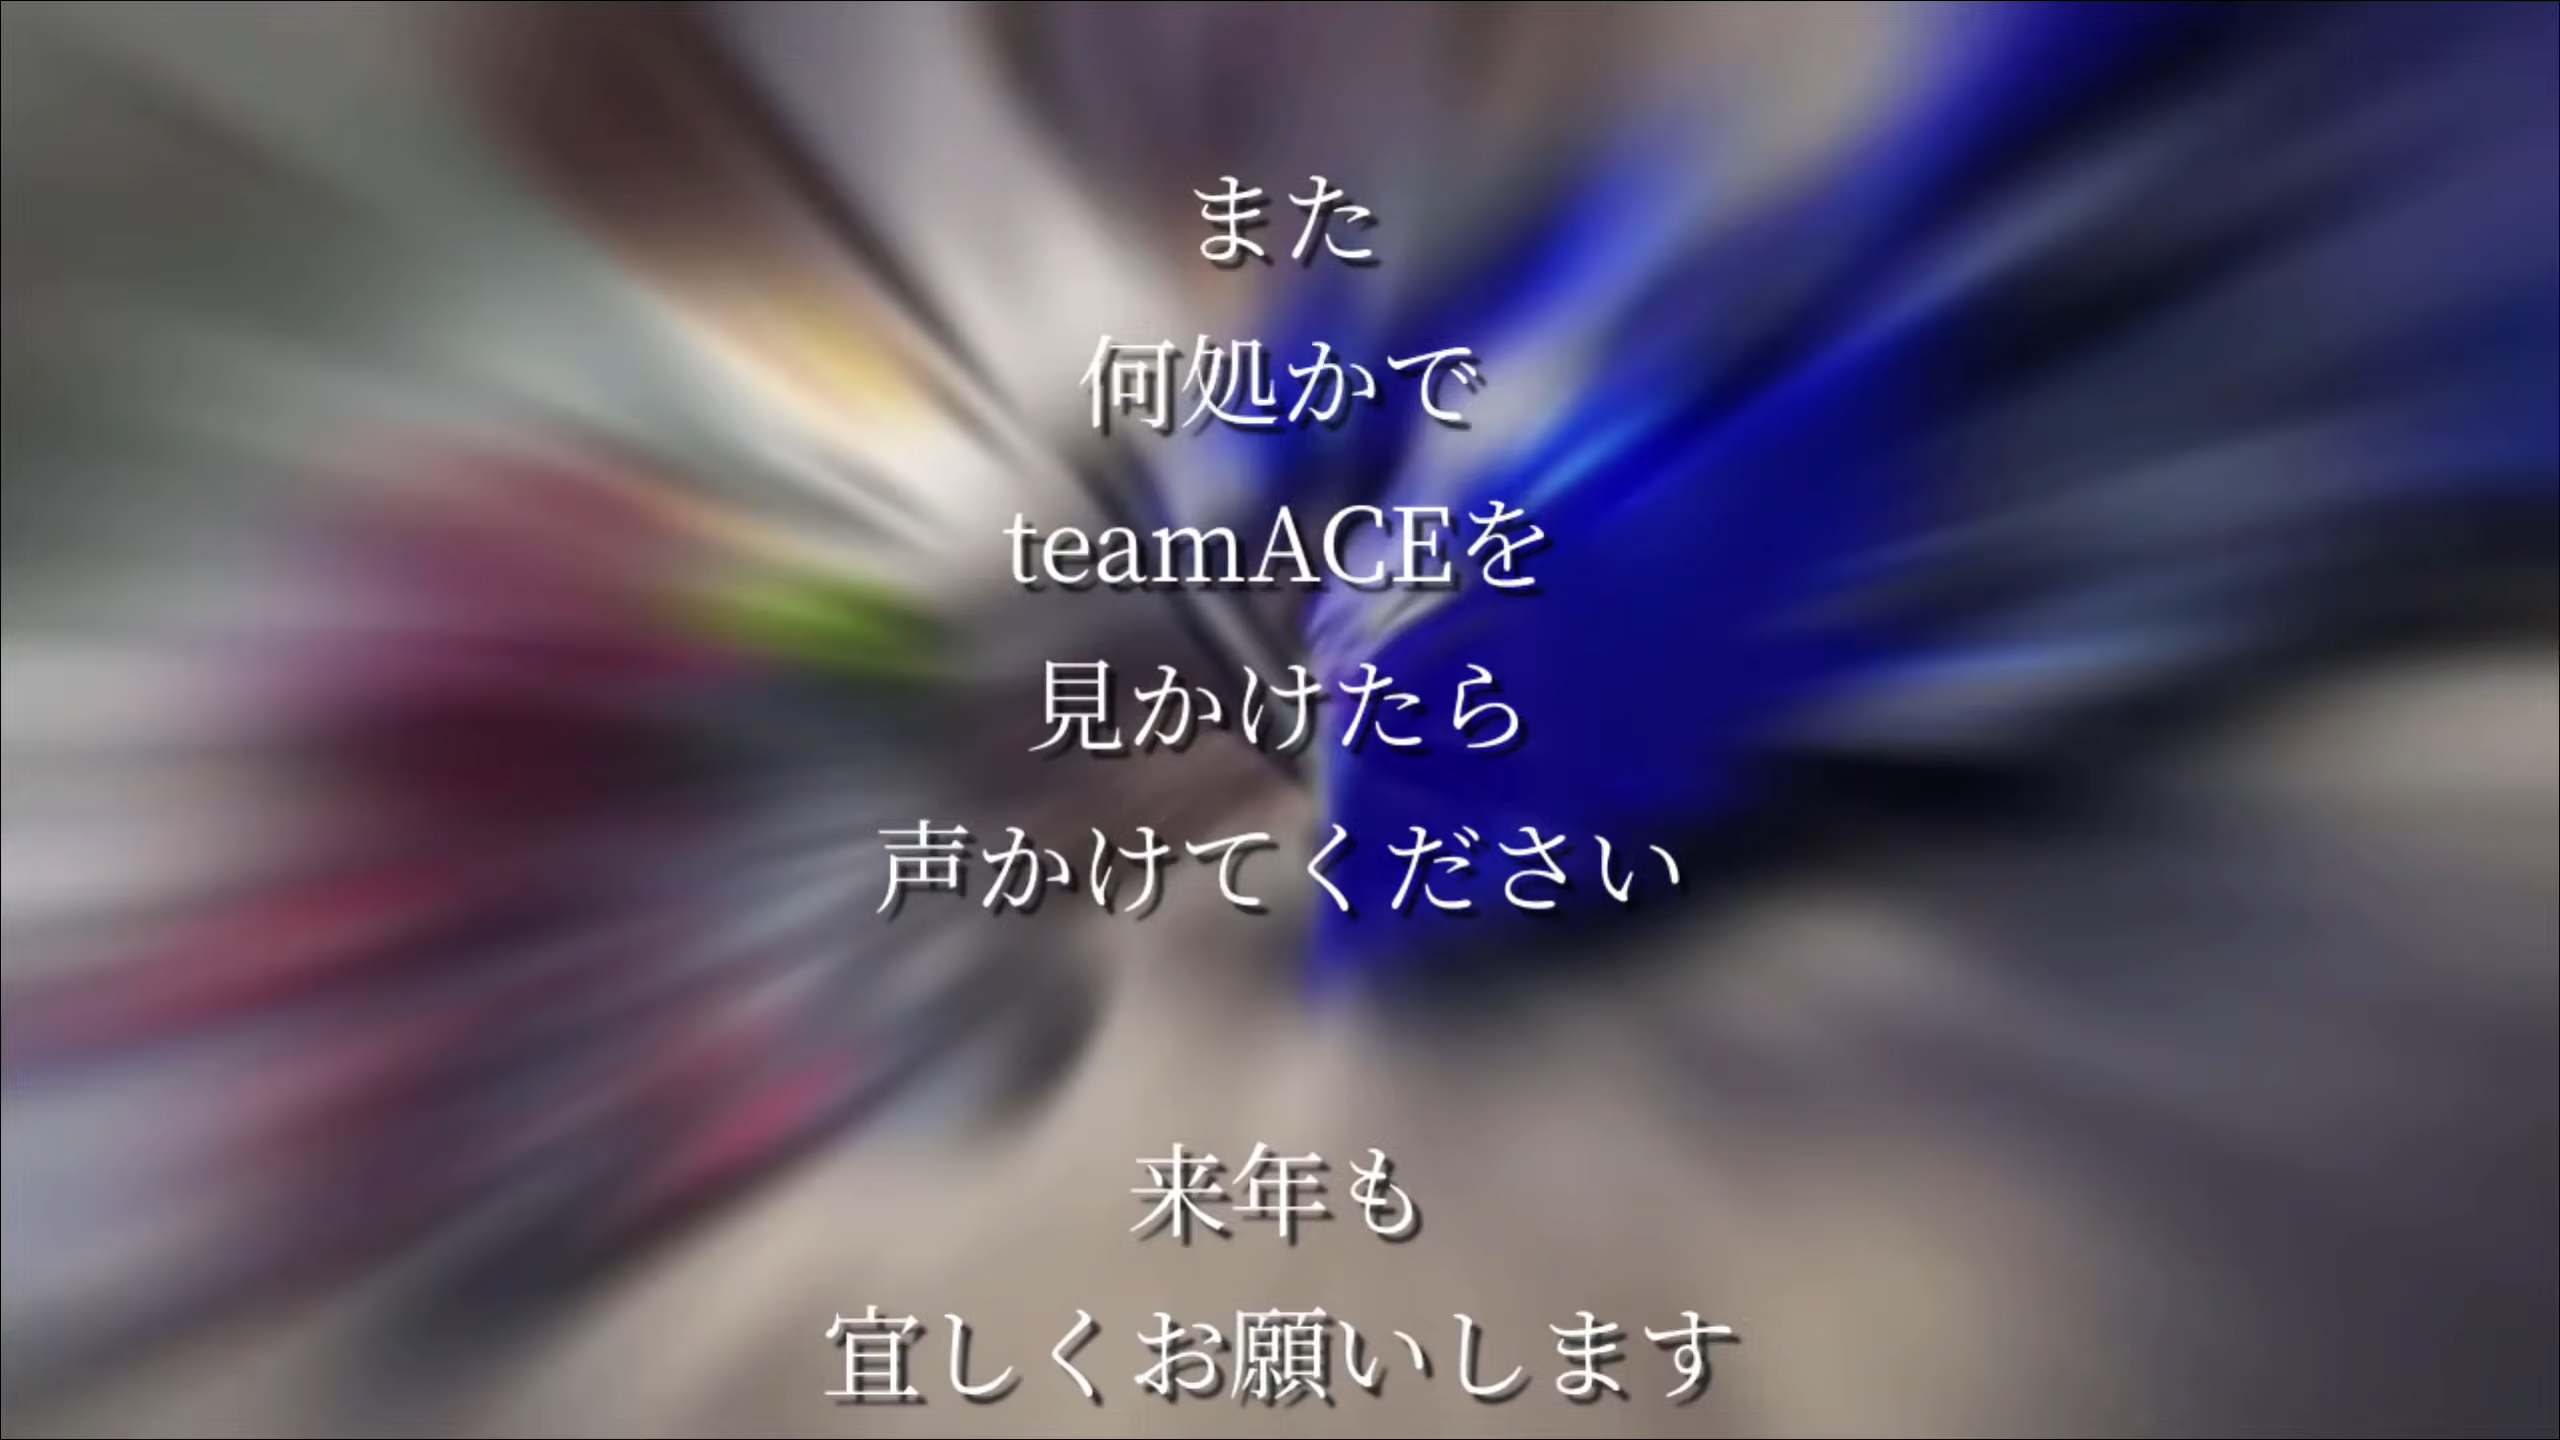 また
何処かで
teamACEを
見かけたら
声かけてください
来年も
宜しくお願いします